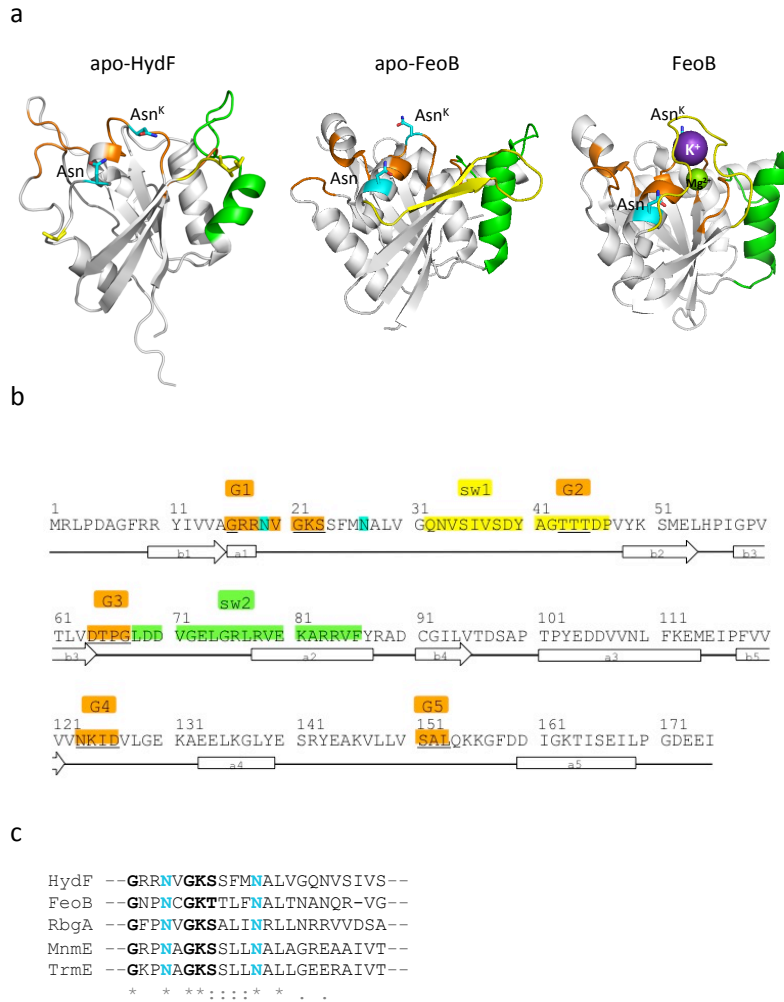 a
apo-HydF
apo-FeoB
FeoB
Asn^K
Asn^K
Asn^K
K+
Mg2+
Asn
Asn
Asn
b
G1 sw1 G2
1 11 21 31 41 51
MRLPDAGFRR YIVVAGRRNV GKSSFMNALV GQNVSIVSDY AGTTTDPVYK SMELHPIGPV
b1 a1 b2 b3
G3 sw2
61 71 81 91 101 111
TLVDTPGLDD VGELGRLRVE KARRVFYRAD CGILVTDSAP TPYEDDVVNL FKEMEIPFVV
b3 a2 b4 a3 b5
G4 G5
121 131 141 151 161 171
VVNKIDVLGE KAEELKGLYE SRYEAKVLLV SALQKKGFDD IGKTISEILP GDEEI
a4 a5
c
HydF --GRRNVGKSSFMNALVGQNVSIVS--
FeoB --GNPNCGKTTLFNALTNANQR-VG--
RbgA --GFPNVGKSALINRLLNRRVVDSA--
MnmE --GRPNAGKSSLLNALAGREAAIVT--
TrmE --GKPNAGKSSLLNALLGEERAIVT--
* * **::::* * . .